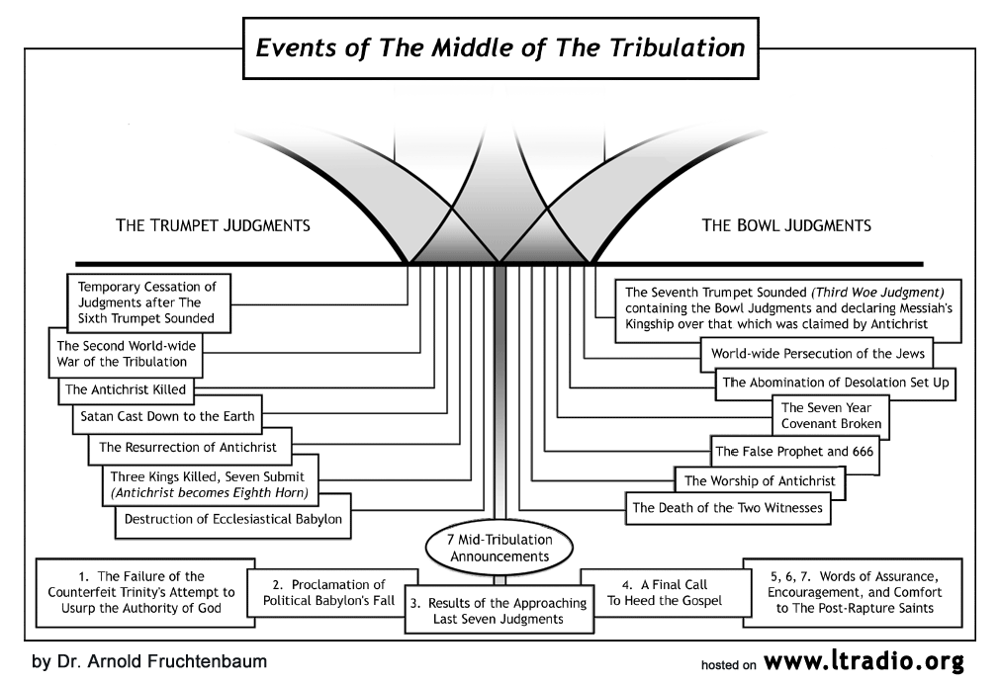 Events of The Middle of The Tribulation
THE TRUMPET JUDGMENTS
THE BOWL JUDGMENTS
Temporary Cessation of
Judgments after The
Sixth Trumpet Sounded
The Second World-wide
War of the Tribulation
The Antichrist Killed
Satan Cast Down to the Earth
The Resurrection of Antichrist
Three Kings Killed, Seven Submit
(Antichrist becomes Eighth Horn)
Destruction of Ecclesiastical Babylon
The Seventh Trumpet Sounded (Third Woe Judgment)
containing the Bowl Judgments and declaring Messiah's
Kingship over that which was claimed by Antichrist
World-wide Persecution of the Jews
The Abomination of Desolation Set Up
The Seven Year
Covenant Broken
The False Prophet and 666
The Worship of Antichrist
The Death of the Two Witnesses
7 Mid-Tribulation
Announcements
1. The Failure of the
Counterfeit Trinity's Attempt to
Usurp the Authority of God
2. Proclamation of
Political Babylon's Fall
3. Results of the Approaching
Last Seven Judgments
4. A Final Call
To Heed the Gospel
5, 6, 7. Words of Assurance,
Encouragement, and Comfort
to The Post-Rapture Saints
by Dr. Arnold Fruchtenbaum
hosted on www.ltradio.org